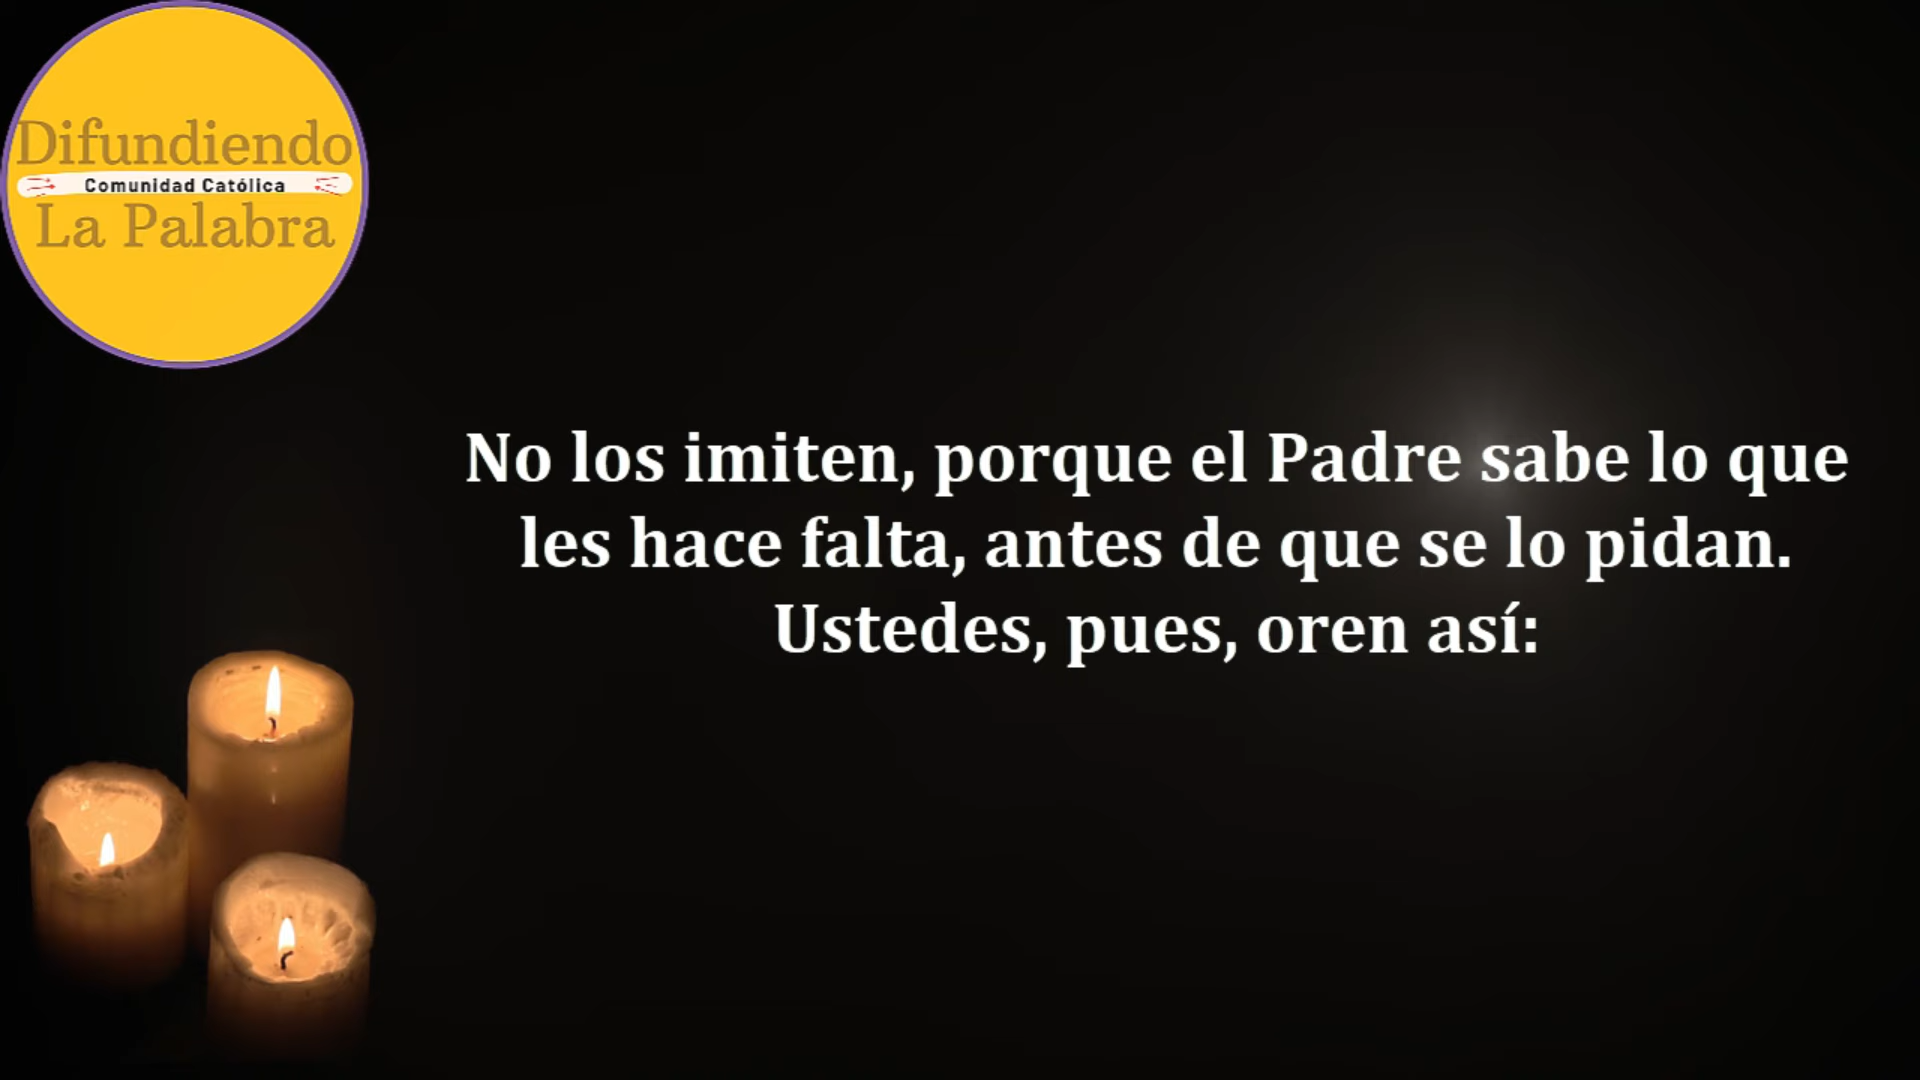 Difundiendo
Comunidad Católica
La Palabra
No los imiten, porque el Padre sabe lo que
les hace falta, antes de que se lo pidan.
Ustedes, pues, oren así: